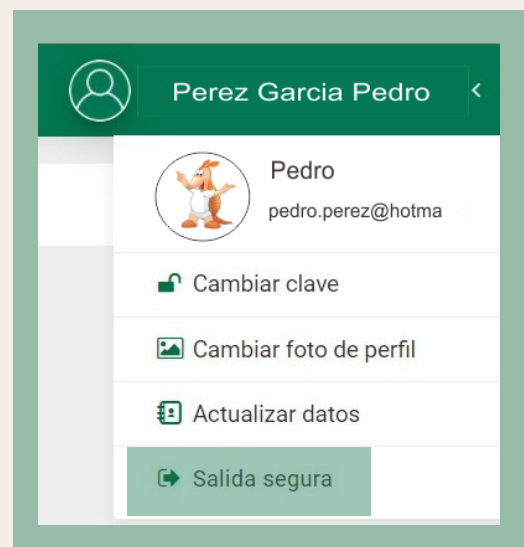 Perez Garcia Pedro
Pedro
pedro.perez@hotma
Cambiar clave
Cambiar foto de perfil
Actualizar datos
Salida segura